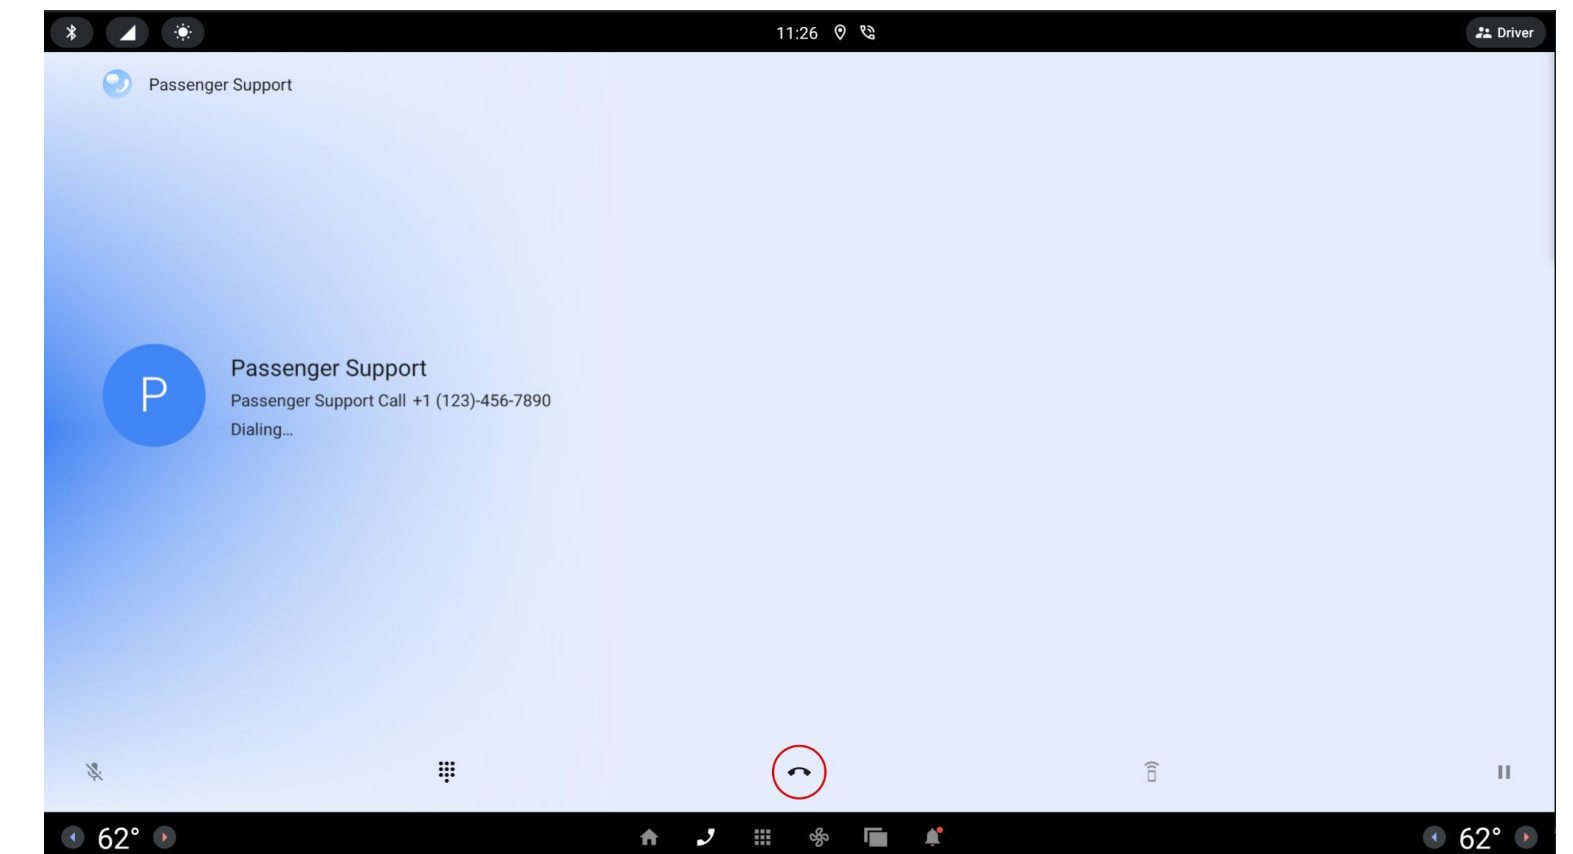 11:26
Driver
Passenger Support
P
Passenger Support
Passenger Support Call +1 (123)-456-7890
Dialing...
62°
62°